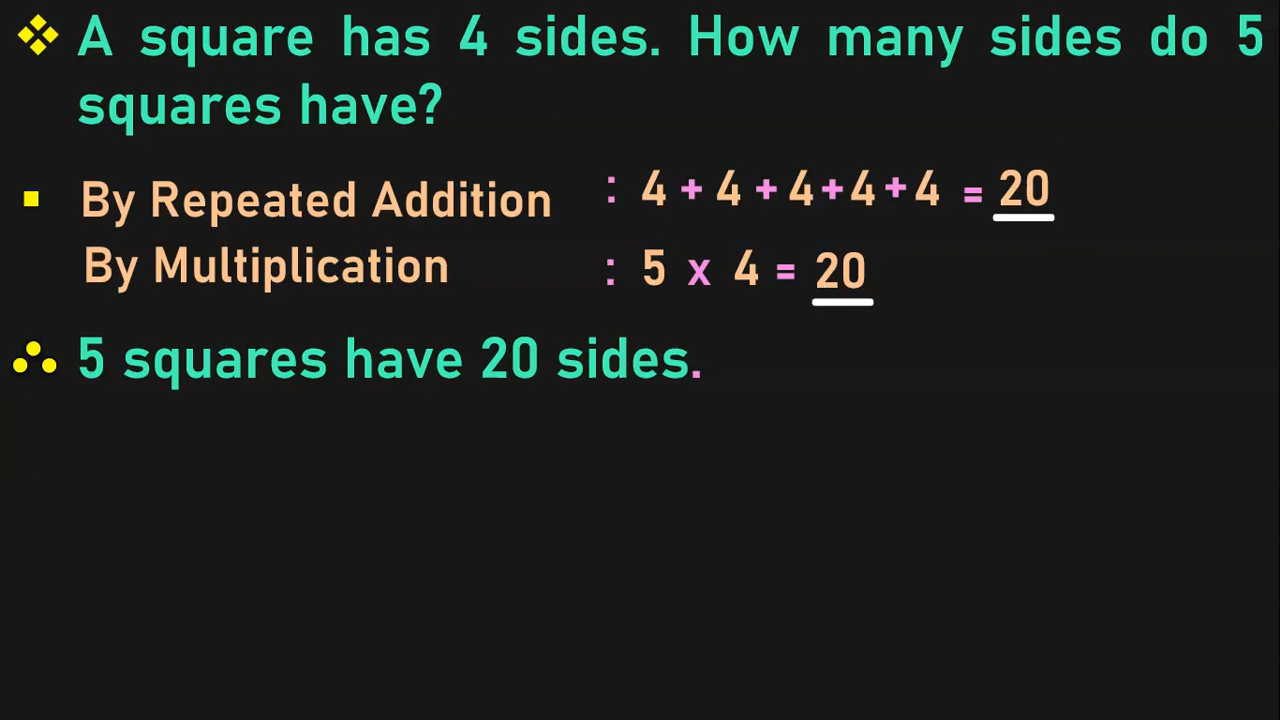 A square has 4 sides. How many sides do 5
squares have?
By Repeated Addition : 4 + 4 + 4 + 4 + 4 = 20
By Multiplication : 5 x 4 = 20
5 squares have 20 sides.